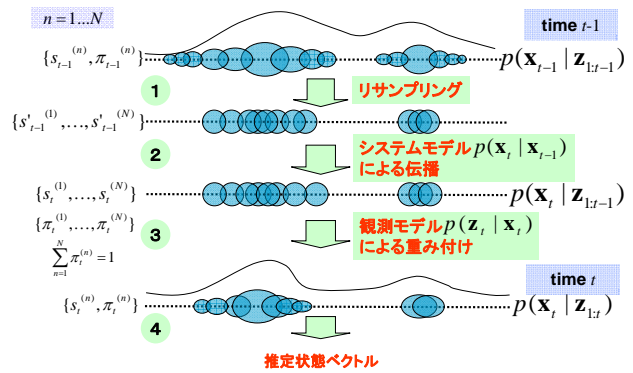 n = 1...N
time t-1
{s_{t-1}^{(n)}, π_{t-1}^{(n)}}
p(x_{t-1} | z_{1:t-1})
1
リサンプリング
{s'_{t-1}^{(1)}, ..., s'_{t-1}^{(N)}}
2
システムモデル p(x_t | x_{t-1})
による伝播
{s_t^{(1)}, ..., s_t^{(N)}}
p(x_t | z_{1:t-1})
{π_t^{(1)}, ..., π_t^{(N)}}
3
観測モデル p(z_t | x_t)
による重み付け
∑_{n=1}^{N} π_t^{(n)} = 1
time t
{s_t^{(n)}, π_t^{(n)}}
p(x_t | z_{1:t})
4
推定状態ベクトル